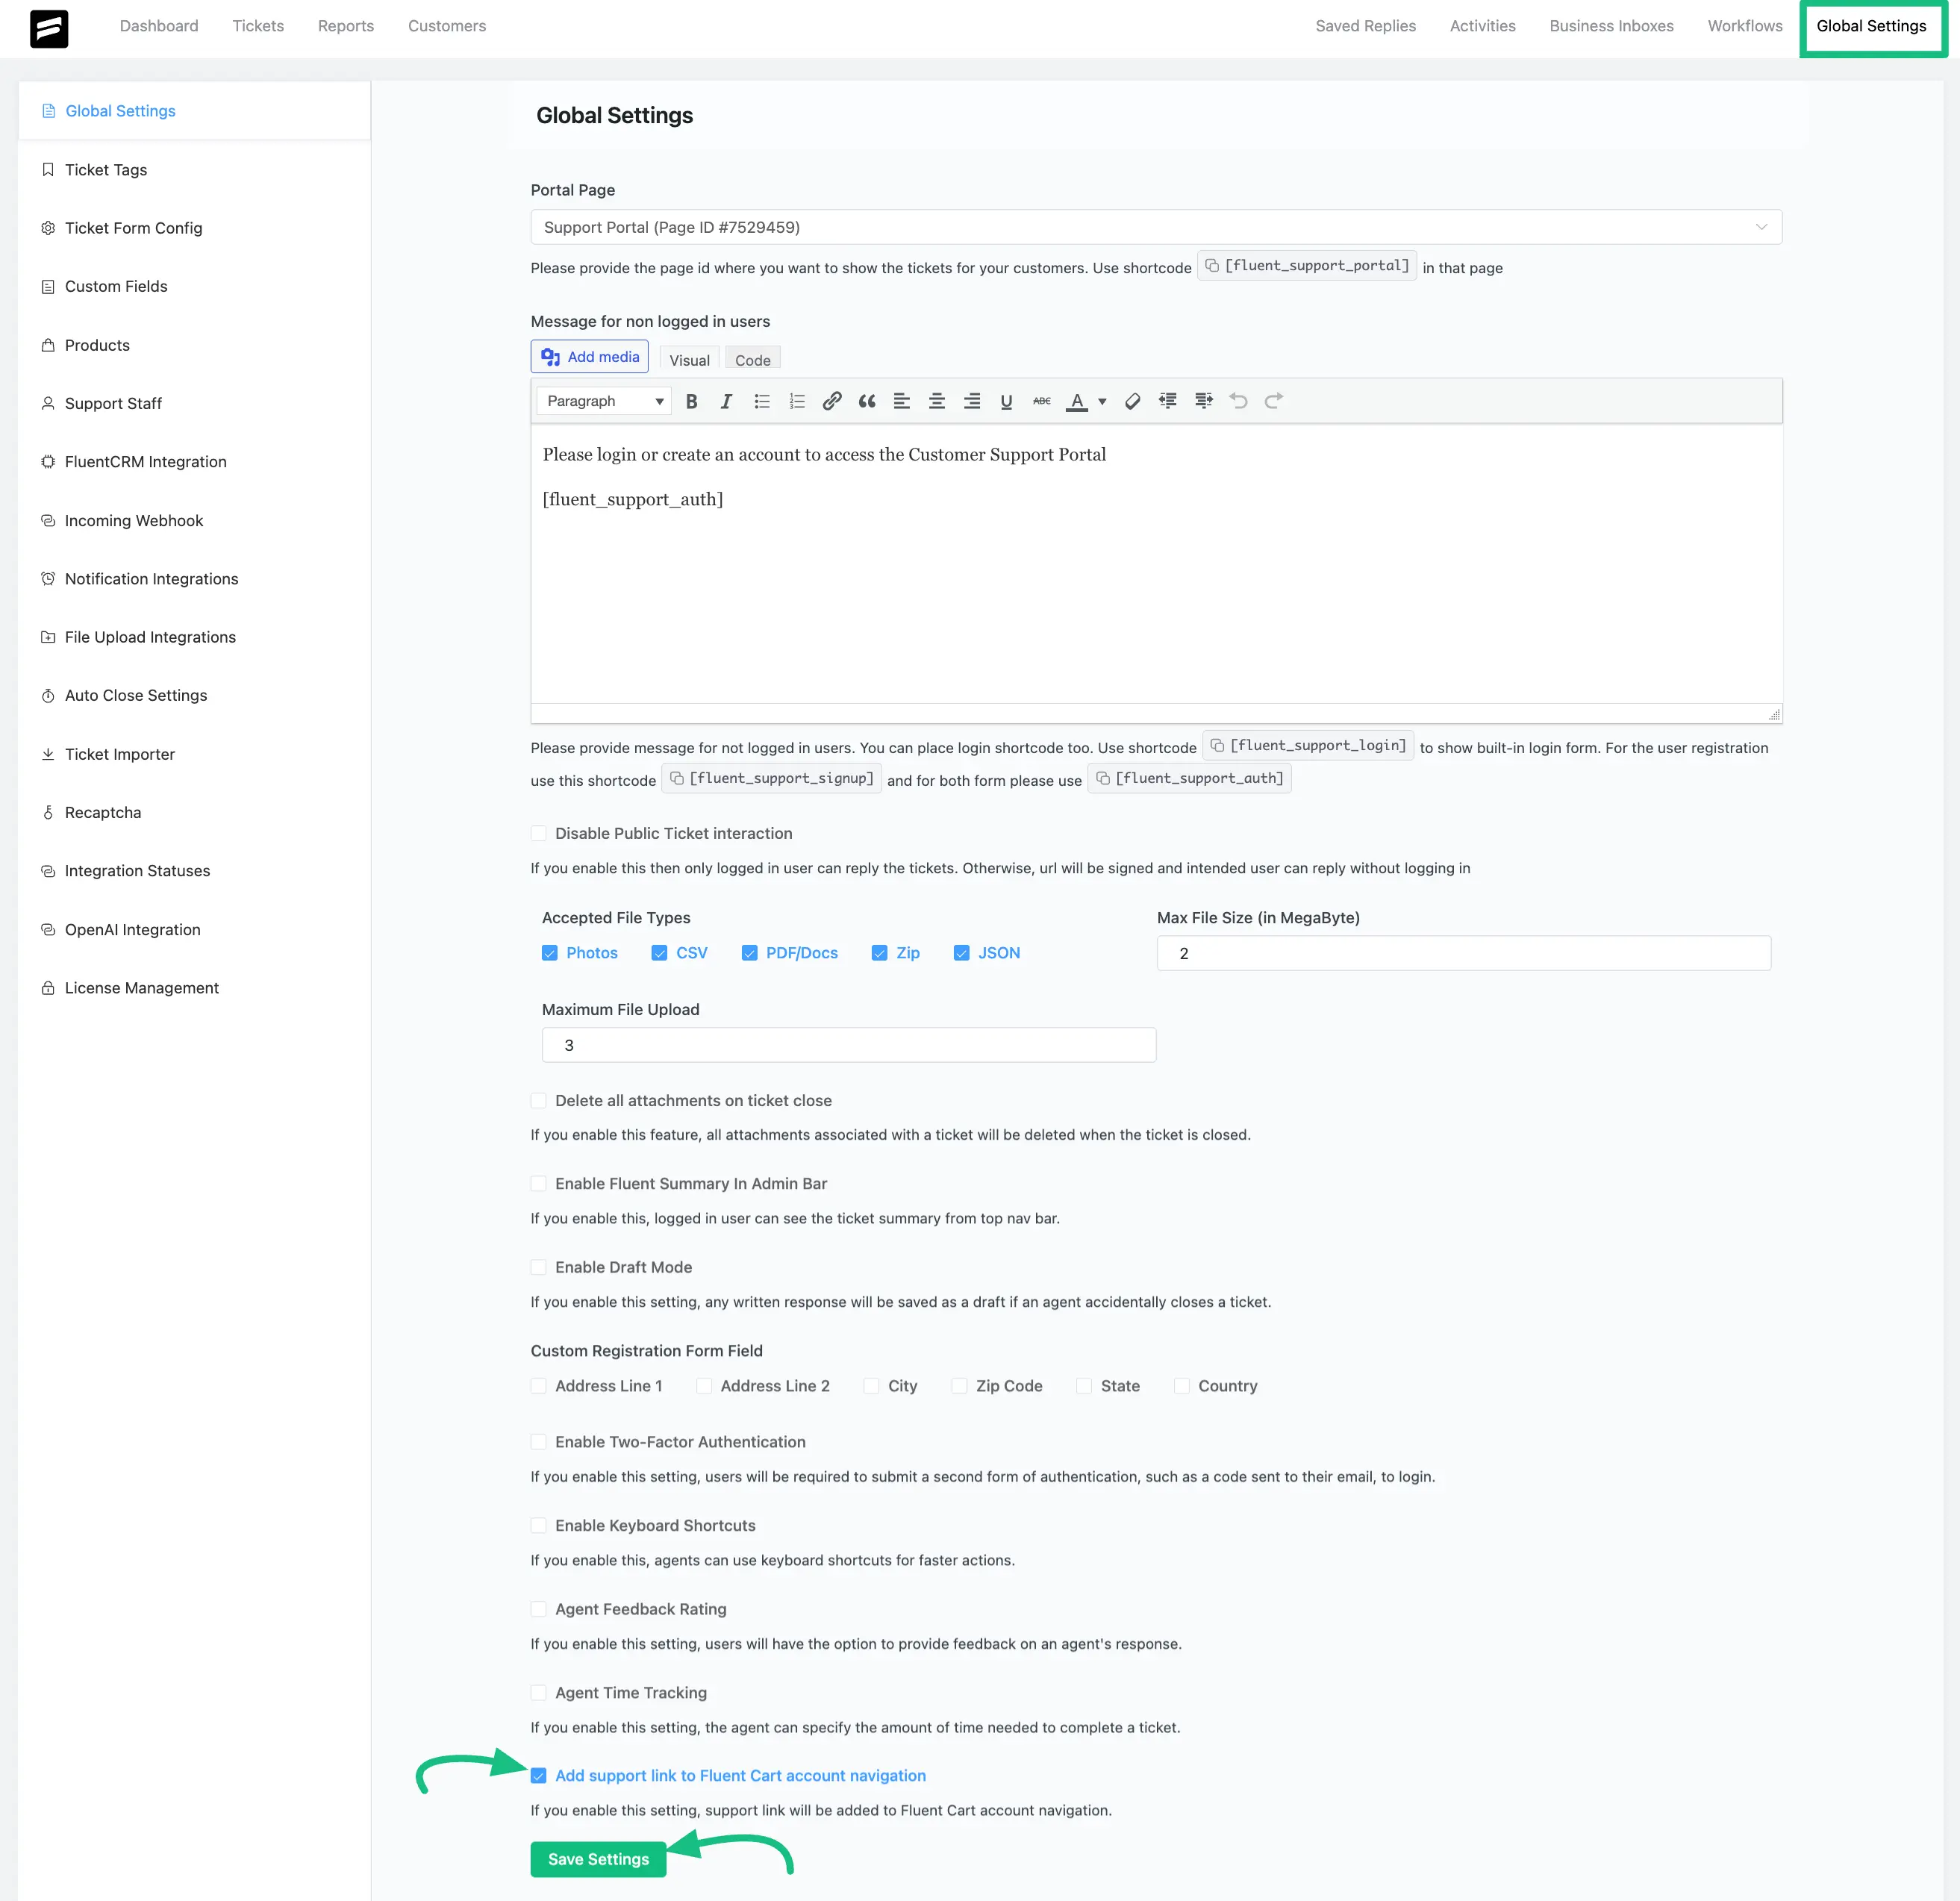 Dashboard Tickets Reports Customers Saved Replies Activities Business Inboxes Workflows Global Settings
Global Settings
Ticket Tags
Ticket Form Config
Custom Fields
Products
Support Staff
FluentCRM Integration
Incoming Webhook
Notification Integrations
File Upload Integrations
Auto Close Settings
Ticket Importer
Recaptcha
Integration Statuses
OpenAI Integration
License Management
Global Settings
Portal Page
Support Portal (Page ID #7529459)
Please provide the page id where you want to show the tickets for your customers. Use shortcode [fluent_support_portal] in that page
Message for non logged in users
Add media Visual Code
Paragraph B I U ABC A
Please login or create an account to access the Customer Support Portal
[fluent_support_auth]
Please provide message for not logged in users. You can place login shortcode too. Use shortcode [fluent_support_login] to show built-in login form. For the user registration
use this shortcode [fluent_support_signup] and for both form please use [fluent_support_auth]
Disable Public Ticket interaction
If you enable this then only logged in user can reply the tickets. Otherwise, url will be signed and intended user can reply without logging in
Accepted File Types
Photos CSV PDF/Docs Zip JSON
Max File Size (in MegaByte)
2
Maximum File Upload
3
Delete all attachments on ticket close
If you enable this feature, all attachments associated with a ticket will be deleted when the ticket is closed.
Enable Fluent Summary In Admin Bar
If you enable this, logged in user can see the ticket summary from top nav bar.
Enable Draft Mode
If you enable this setting, any written response will be saved as a draft if an agent accidentally closes a ticket.
Custom Registration Form Field
Address Line 1 Address Line 2 City Zip Code State Country
Enable Two-Factor Authentication
If you enable this setting, users will be required to submit a second form of authentication, such as a code sent to their email, to login.
Enable Keyboard Shortcuts
If you enable this, agents can use keyboard shortcuts for faster actions.
Agent Feedback Rating
If you enable this setting, users will have the option to provide feedback on an agent's response.
Agent Time Tracking
If you enable this setting, the agent can specify the amount of time needed to complete a ticket.
Add support link to Fluent Cart account navigation
If you enable this setting, support link will be added to Fluent Cart account navigation.
Save Settings